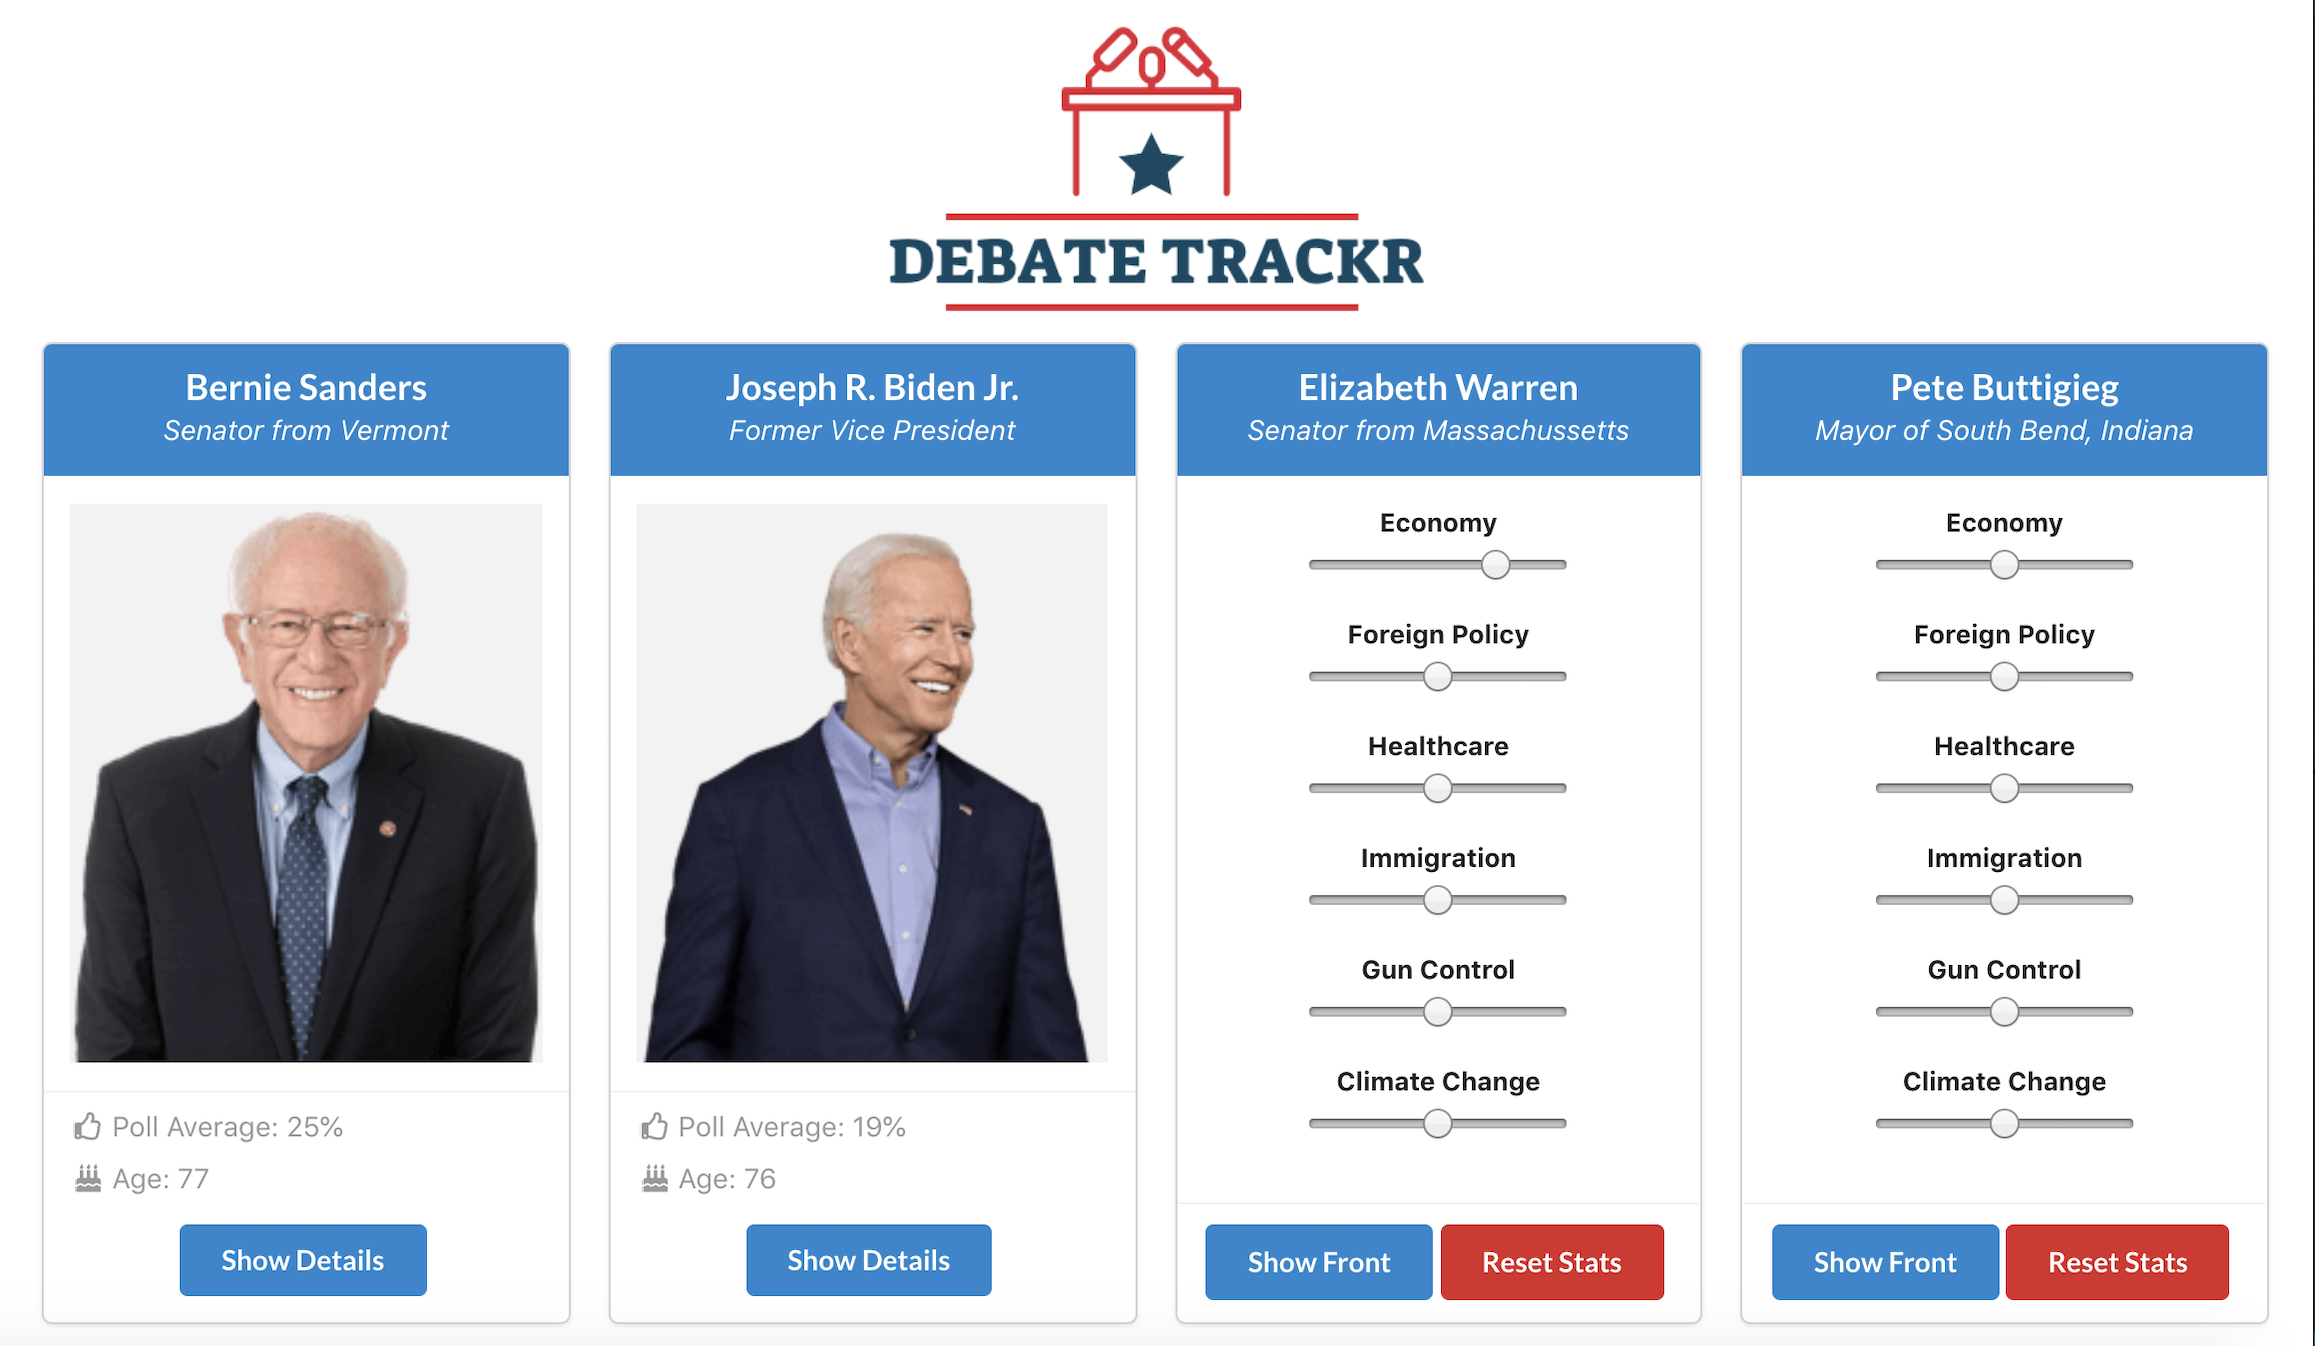 DEBATE TRACKR
Bernie Sanders
Senator from Vermont
Poll Average: 25%
Age: 77
Show Details
Joseph R. Biden Jr.
Former Vice President
Poll Average: 19%
Age: 76
Show Details
Elizabeth Warren
Senator from Massachussetts
Economy
Foreign Policy
Healthcare
Immigration
Gun Control
Climate Change
Show Front
Reset Stats
Pete Buttigieg
Mayor of South Bend, Indiana
Economy
Foreign Policy
Healthcare
Immigration
Gun Control
Climate Change
Show Front
Reset Stats